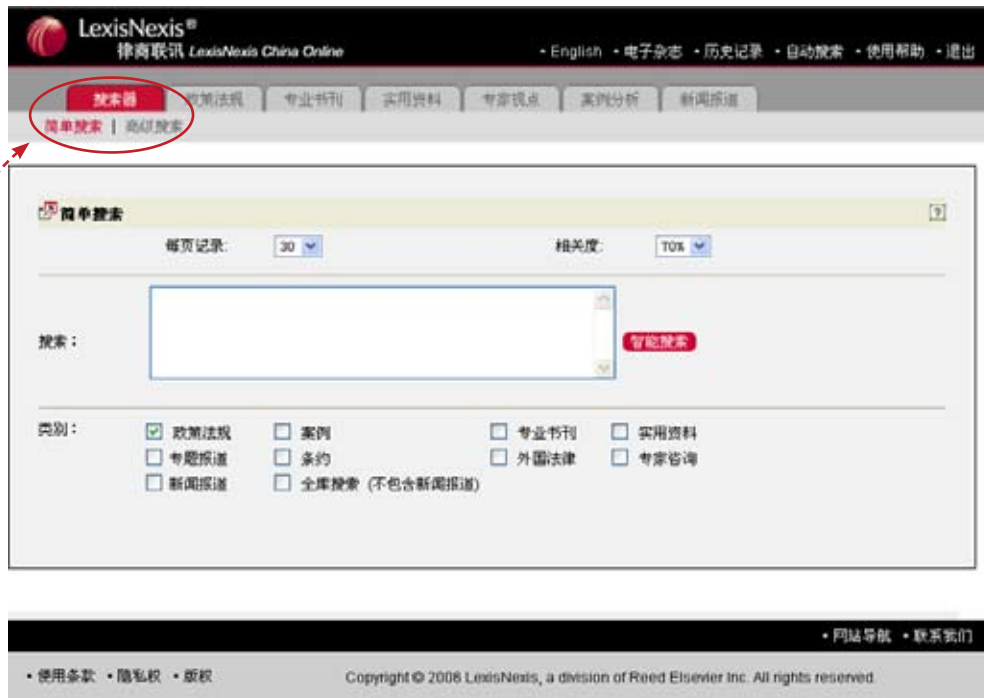 LexisNexis®
律商联讯 LexisNexis China Online
• English • 电子杂志 • 历史记录 • 自动搜索 • 使用帮助 • 退出
搜索器 政策法规 专业书刊 实用资料 专家视点 案例分析 新闻报道
简单搜索 | 高级搜索
简单搜索 ?
每页记录: 30 相关度: 70%
搜索：
智能搜索
类别： 政策法规 案例 专业书刊 实用资料
专题报道 条约 外国法律 专家咨询
新闻报道 全库搜索 (不包含新闻报道)
• 网站导航 • 联系我们
• 使用条款 • 隐私权 • 版权 Copyright © 2006 LexisNexis, a division of Reed Elsevier Inc. All rights reserved.